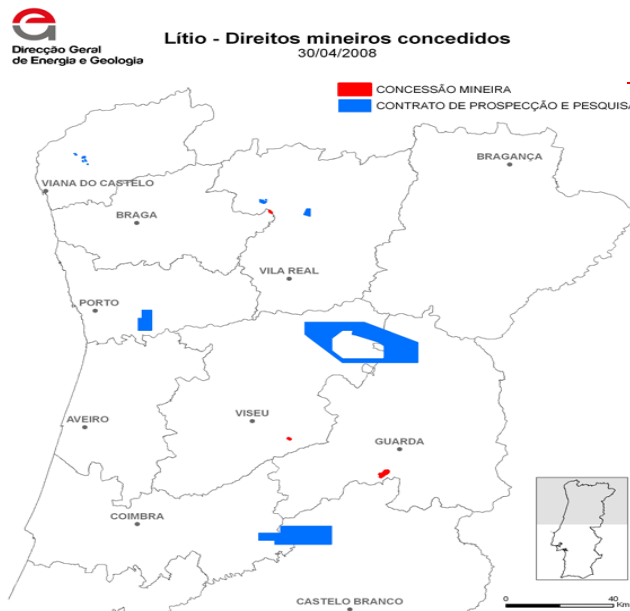 Direcção Geral
de Energia e Geologia
Lítio - Direitos mineiros concedidos
30/04/2008
CONCESSÃO MINEIRA
CONTRATO DE PROSPECÇÃO E PESQUISA
BRAGANÇA
VIANA DO CASTELO
BRAGA
VILA REAL
PORTO
AVEIRO
VISEU
GUARDA
COIMBRA
CASTELO BRANCO
0 40
Km